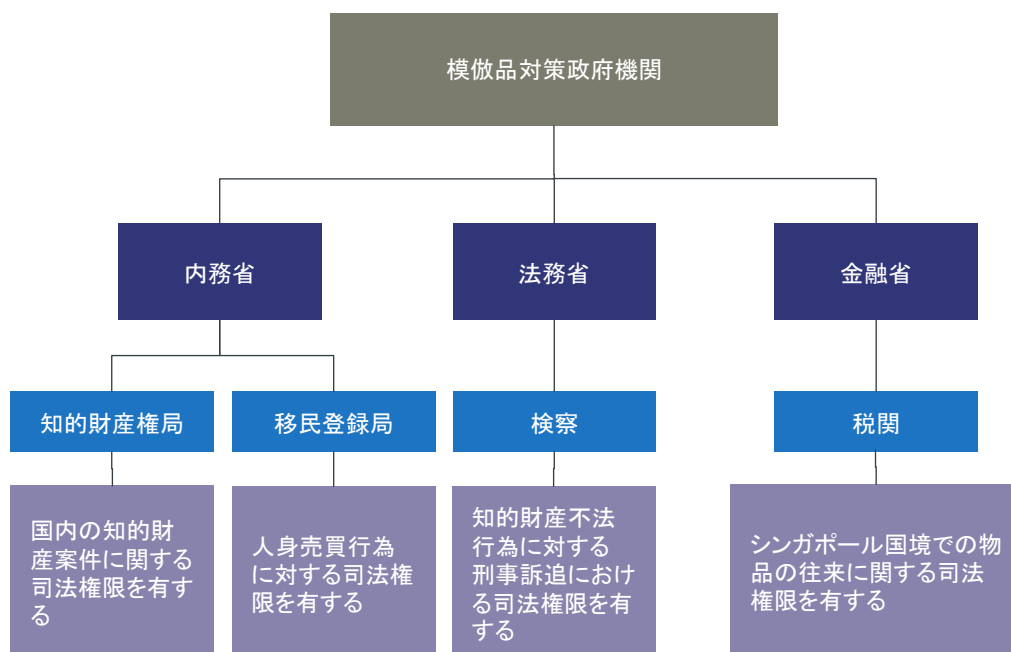 模倣品対策政府機関
内務省
法務省
金融省
知的財産権局
移民登録局
検察
税関
国内の知的財
産案件に関する
司法権限を有す
る
人身売買行為
に対する司法権
限を有する
知的財産不法
行為に対する
刑事訴追におけ
る司法権限を有
する
シンガポール国境での物
品の往来に関する司法
権限を有する